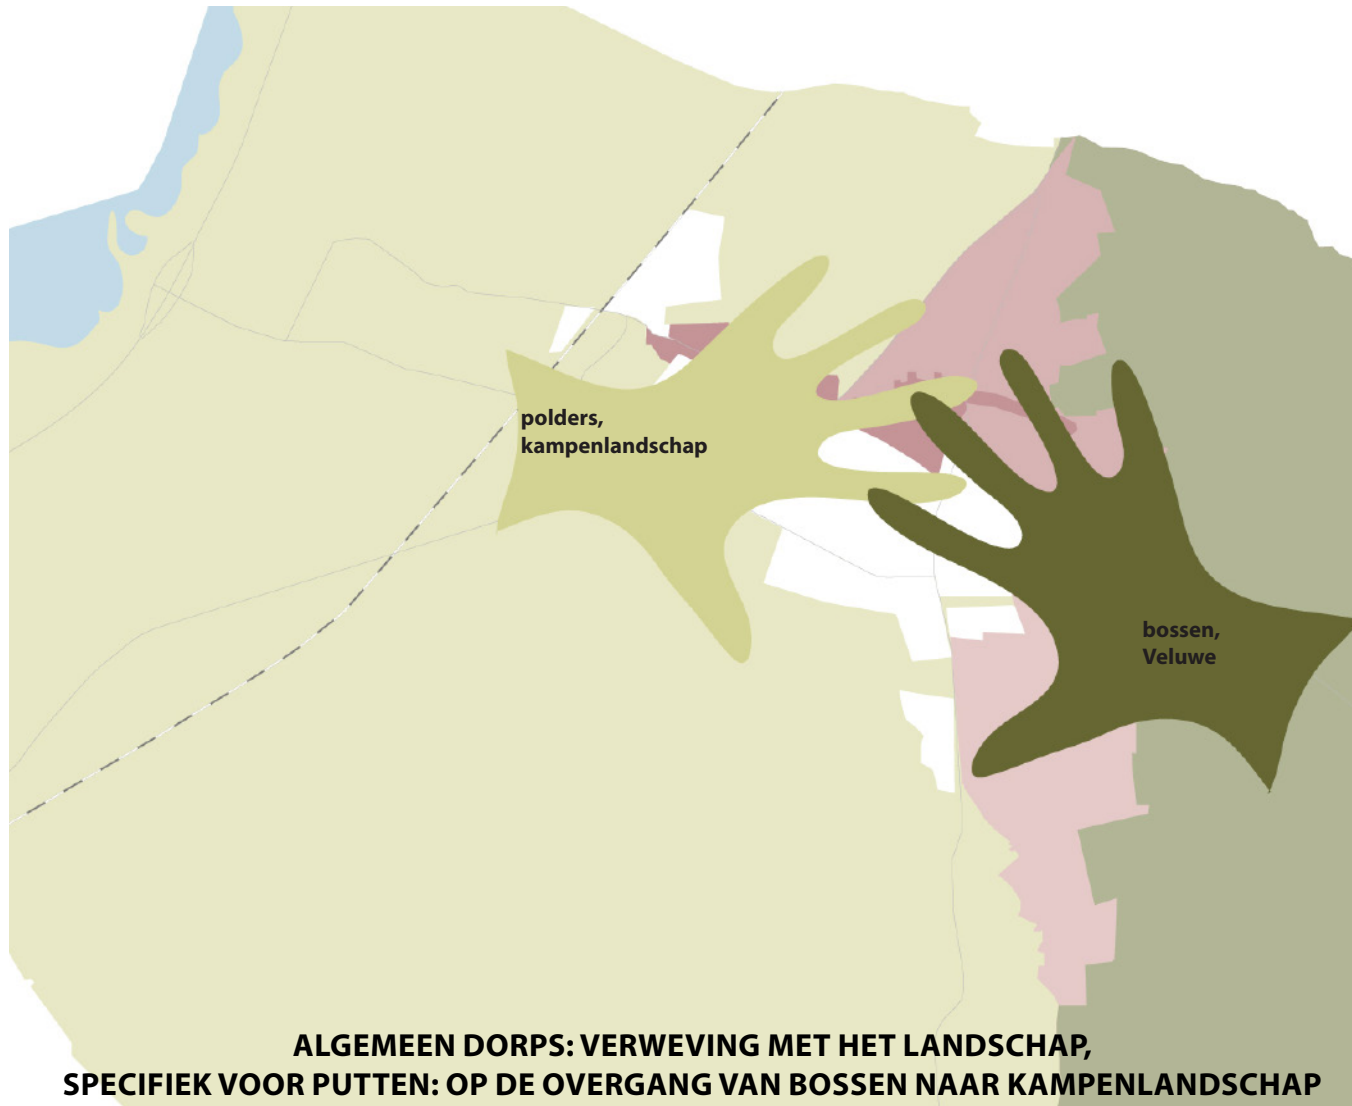 polders,
kampenlandschap
bossen,
Veluwe
ALGEMEEN DORPS: VERWEVING MET HET LANDSCHAP,
SPECIFIEK VOOR PUTTEN: OP DE OVERGANG VAN BOSSEN NAAR KAMPENLANDSCHAP